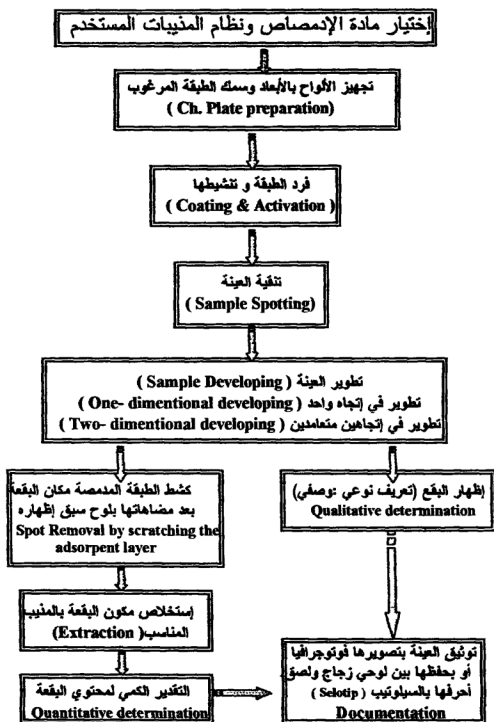 إختيار مادة الإدمصاص ونظام المذيبات المستخدم
تجهيز الألواح بالأبعاد وسمك الطبقة المرغوب
( Ch. Plate preparation)
فرد الطبقة و تنشيطها
( Coating & Activation )
تنقية العينة
( Sample Spotting)
تطوير العينة ( Sample Developing )
تطوير في إتجاه واحد ( One- dimentional developing )
تطوير في إتجاهين متعامدين ( Two- dimentional developing )
كشط الطبقة المدمصة مكان البقعة
بعد مضاهاتها بلوح سبق إظهاره
Spot Removal by scratching the
adsorpent layer
إستخلاص مكون البقعة بالمذيب
المناسب( Extraction)
التقدير الكمي لمحتوي البقعة
Quantitative determination
إظهار البقع (تعريف نوعي :وصفي)
Qualitative determination
توثيق العينة بتصويرها فوتوجرافيا
أو بحفظها بين لوحي زجاج ولصق
أحرفها بالسيلوتيب ( Selotip )
Documentation